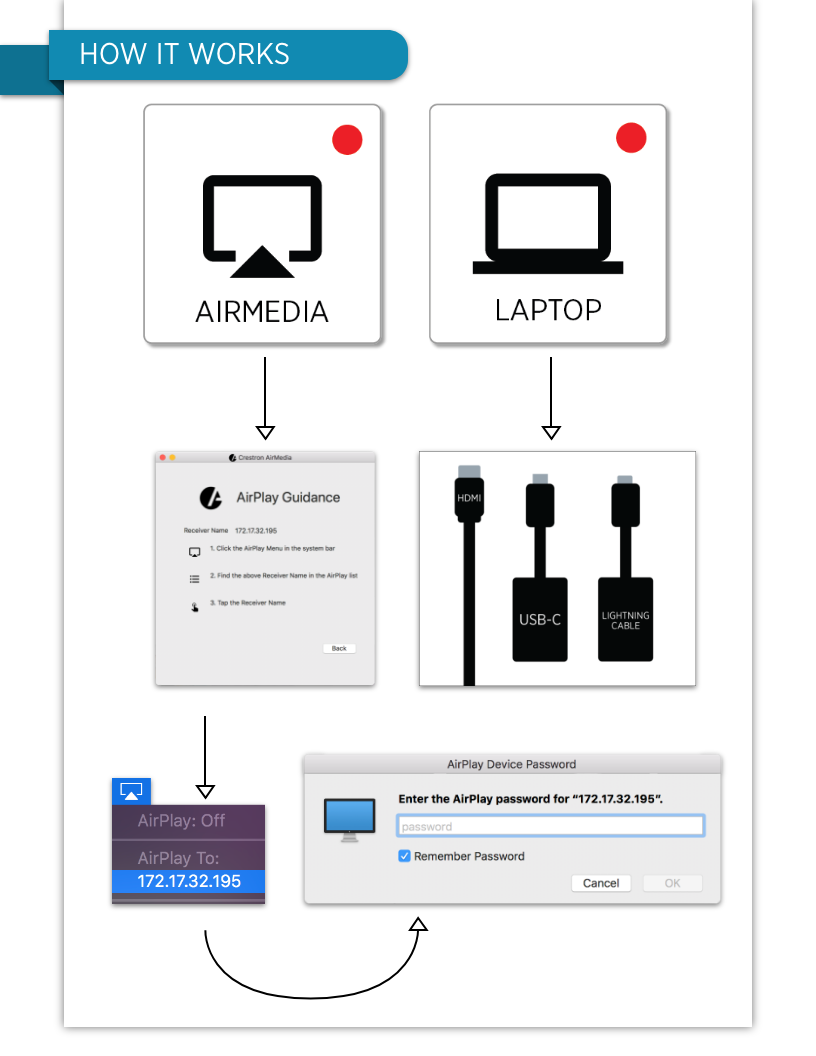 HOW IT WORKS
AIRMEDIA
LAPTOP
Crestron AirMedia
AirPlay Guidance
Receiver Name 172.17.32.195
1. Click the AirPlay Menu in the system bar
2. Find the above Receiver Name in the AirPlay list
3. Tap the Receiver Name
Back
HDMI
USB-C
LIGHTNING
CABLE
AirPlay: Off
AirPlay To:
172.17.32.195
AirPlay Device Password
Enter the AirPlay password for “172.17.32.195”.
password
Remember Password
Cancel
OK